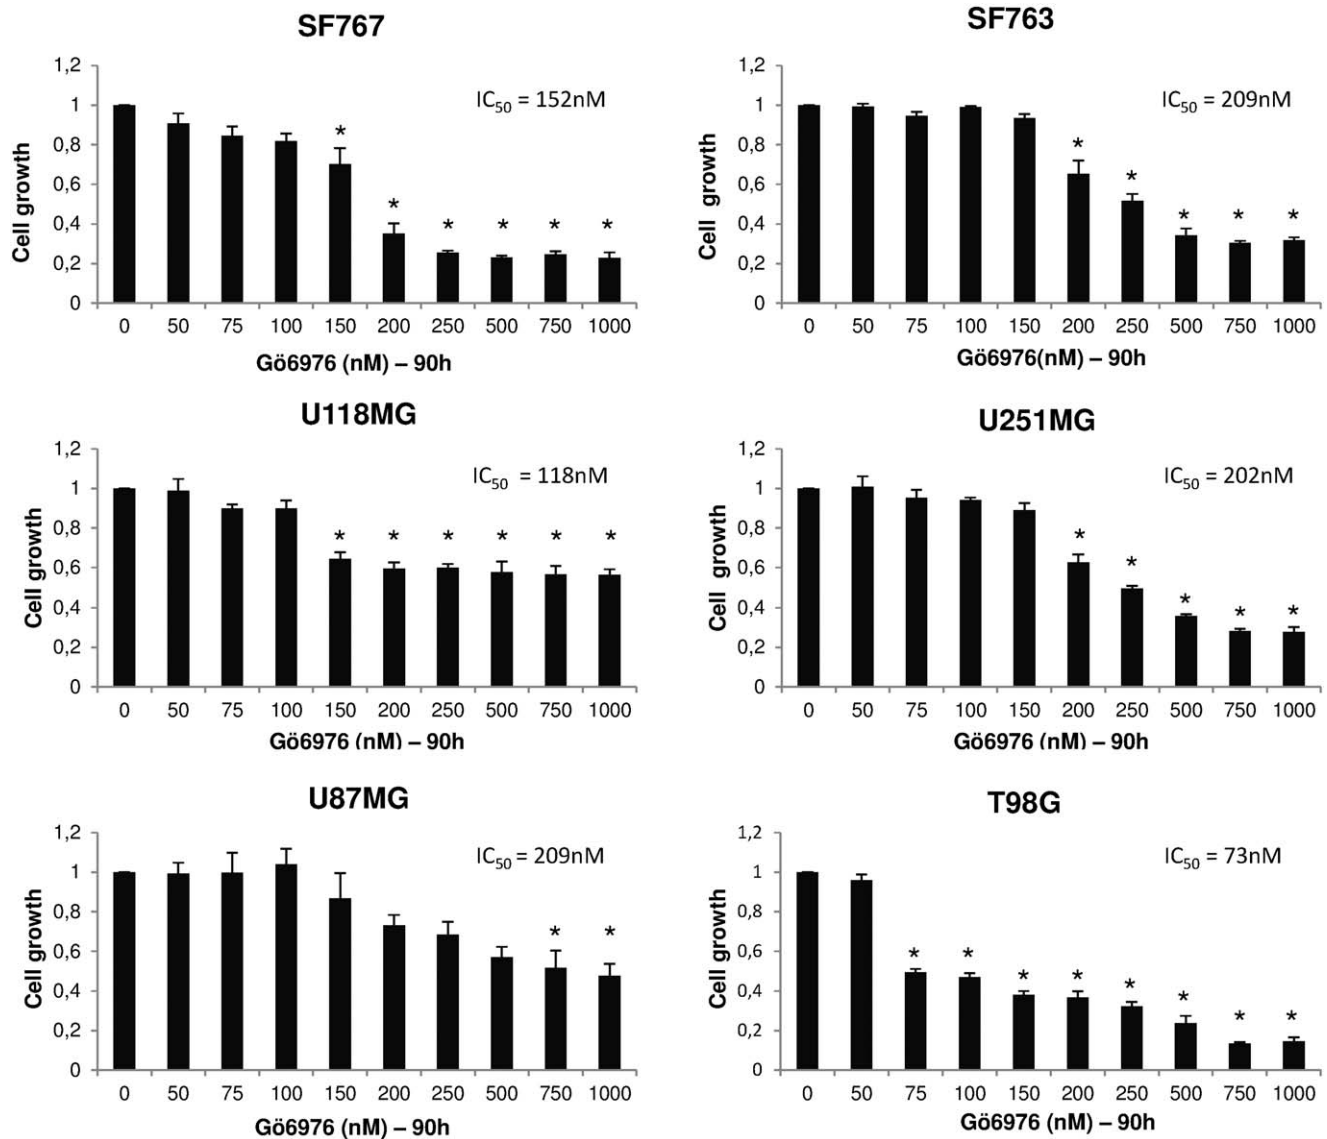 SF767
1,2
1
0,8
0,6
0,4
0,2
0
Cell growth
IC50 = 152nM
*
*
* * * *
0 50 75 100 150 200 250 500 750 1000
Gö6976 (nM) – 90h
SF763
1,2
1
0,8
0,6
0,4
0,2
0
Cell growth
IC50 = 209nM
*
*
* * *
0 50 75 100 150 200 250 500 750 1000
Gö6976(nM) – 90h
U118MG
1,2
1
0,8
0,6
0,4
0,2
0
Cell growth
IC50 = 118nM
* * * * * *
0 50 75 100 150 200 250 500 750 1000
Gö6976 (nM) – 90h
U251MG
1,2
1
0,8
0,6
0,4
0,2
0
Cell growth
IC50 = 202nM
*
*
* * *
0 50 75 100 150 200 250 500 750 1000
Gö6976 (nM) – 90h
U87MG
1,2
1
0,8
0,6
0,4
0,2
0
Cell growth
IC50 = 209nM
* *
0 50 75 100 150 200 250 500 750 1000
Gö6976 (nM) – 90h
T98G
1,2
1
0,8
0,6
0,4
0,2
0
Cell growth
IC50 = 73nM
* *
* * * *
* *
0 50 75 100 150 200 250 500 750 1000
Gö6976 (nM) – 90h